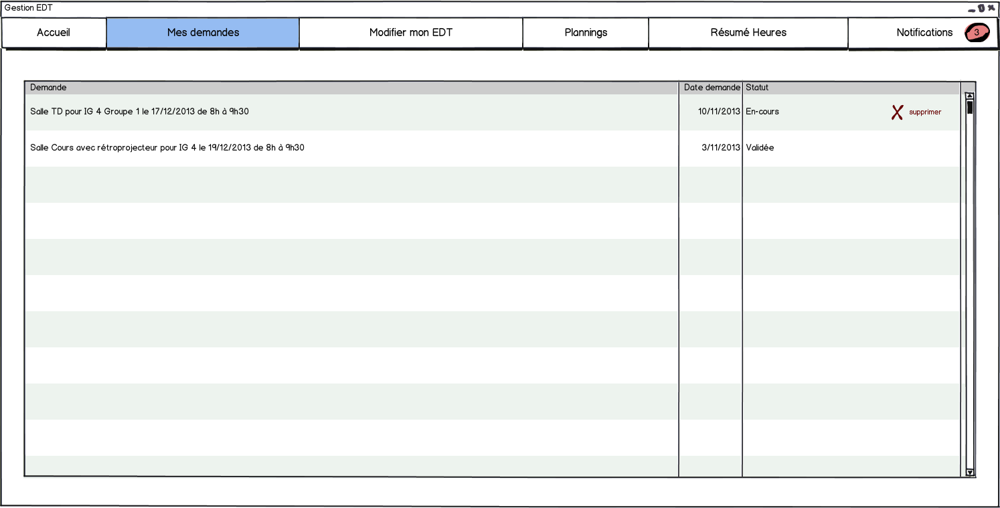 Gestion EDT
Accueil Mes demandes Modifier mon EDT Plannings Résumé Heures Notifications 3
Demande Date demande Statut
Salle TD pour IG 4 Groupe 1 le 17/12/2013 de 8h à 9h30 10/11/2013 En-cours supprimer
Salle Cours avec rétroprojecteur pour IG 4 le 19/12/2013 de 8h à 9h30 3/11/2013 Validée